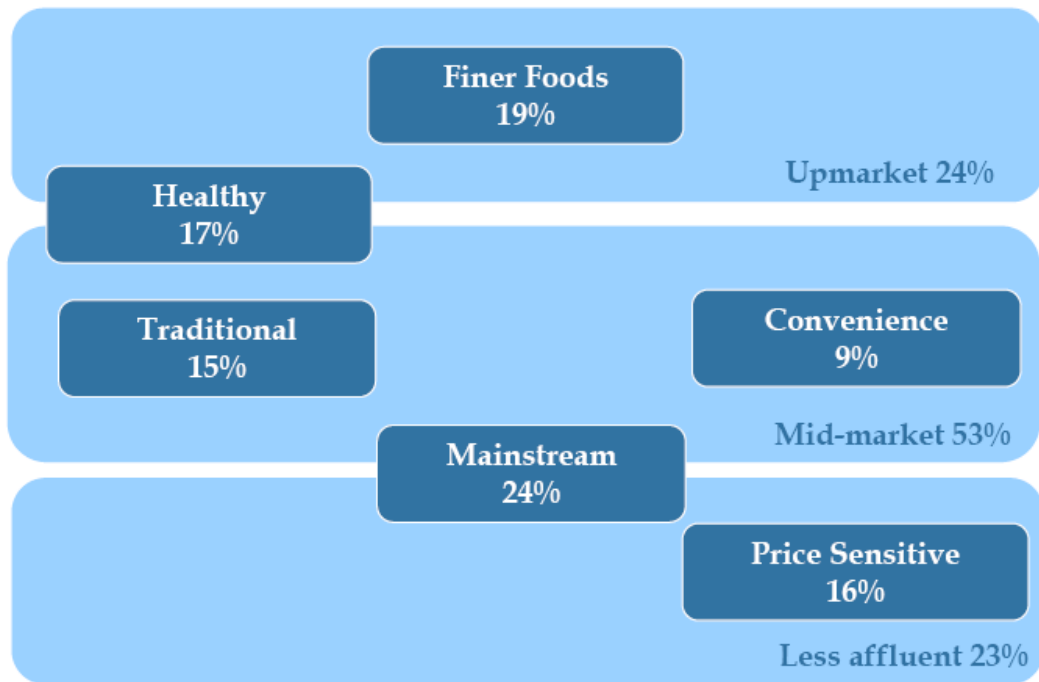 Finer Foods
19%
Upmarket 24%
Healthy
17%
Traditional
15%
Convenience
9%
Mid-market 53%
Mainstream
24%
Price Sensitive
16%
Less affluent 23%